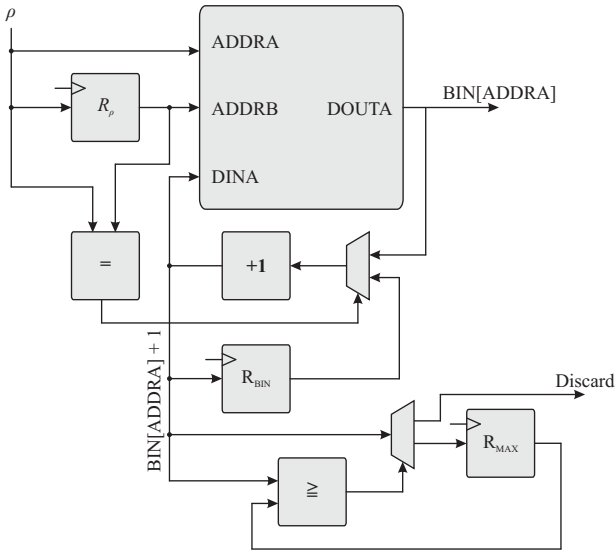 ρ
ADDRA
R_ρ
ADDRB
DOUTA
BIN[ADDRA]
DINA
=
+1
BIN[ADDRA] + 1
R_BIN
Discard
R_MAX
≧